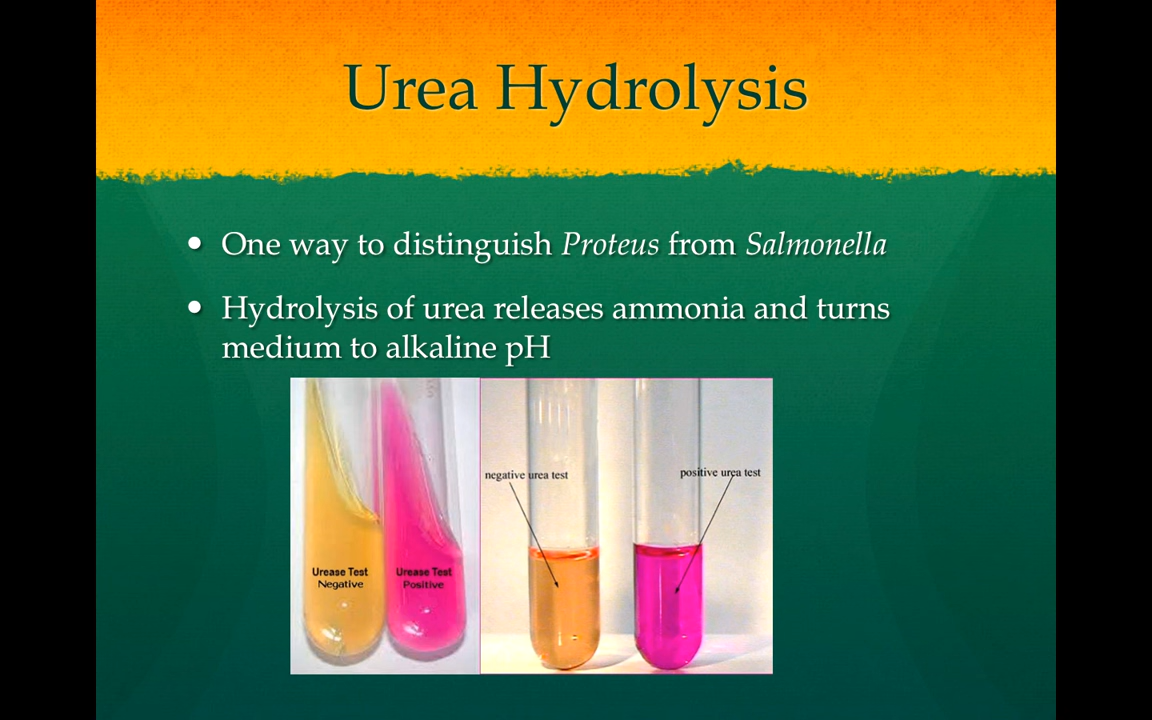 Urea Hydrolysis
• One way to distinguish Proteus from Salmonella
• Hydrolysis of urea releases ammonia and turns
medium to alkaline pH
Urease Test
Negative
Urease Test
Positive
negative urea test
positive urea test